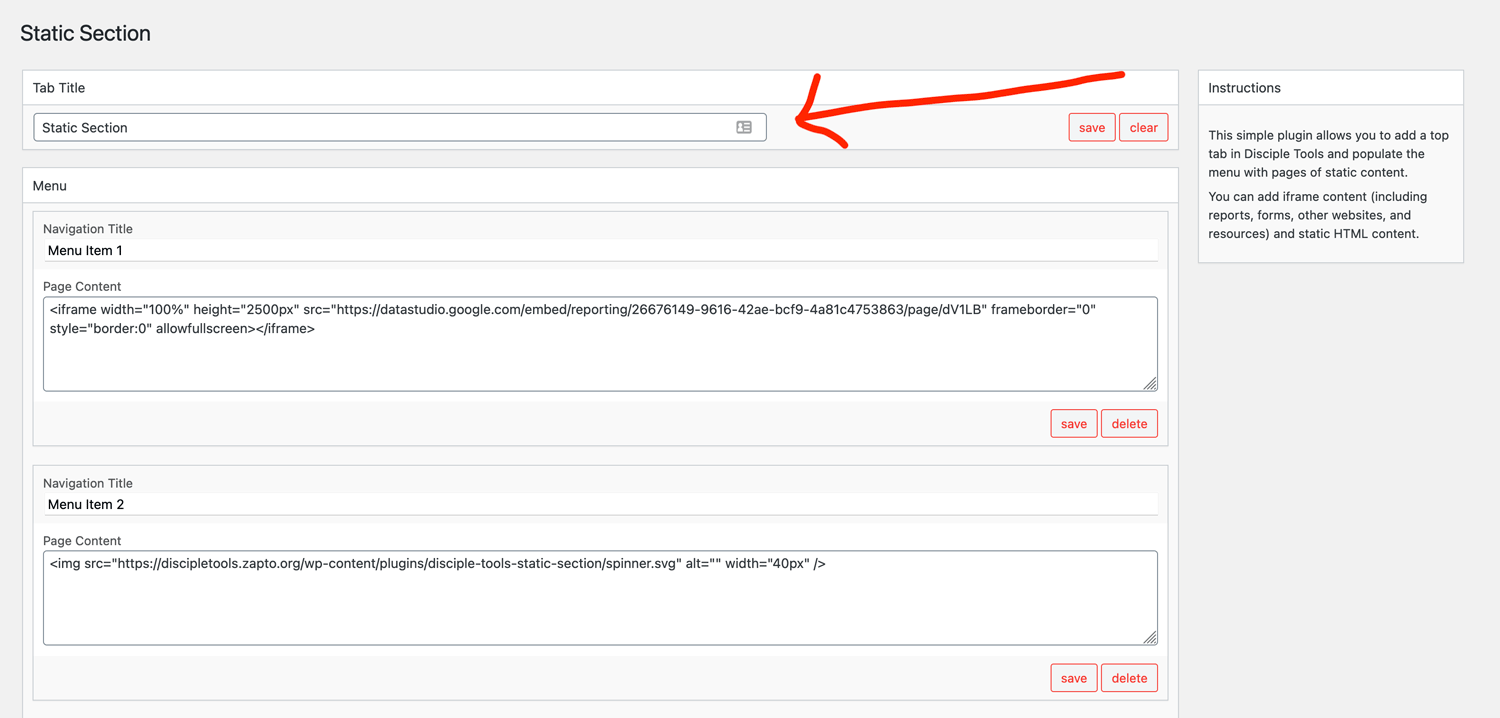 Static Section
Tab Title
Static Section
save
clear
Menu
Navigation Title
Menu Item 1
Page Content
<iframe width="100%" height="2500px" src="https://datastudio.google.com/embed/reporting/26676149-9616-42ae-bcf9-4a81c4753863/page/dV1LB" frameborder="0"
style="border:0" allowfullscreen></iframe>
save
delete
Navigation Title
Menu Item 2
Page Content
<img src="https://discipletools.zapto.org/wp-content/plugins/disciple-tools-static-section/spinner.svg" alt="" width="40px" />
save
delete
Instructions
This simple plugin allows you to add a top
tab in Disciple Tools and populate the
menu with pages of static content.
You can add iframe content (including
reports, forms, other websites, and
resources) and static HTML content.